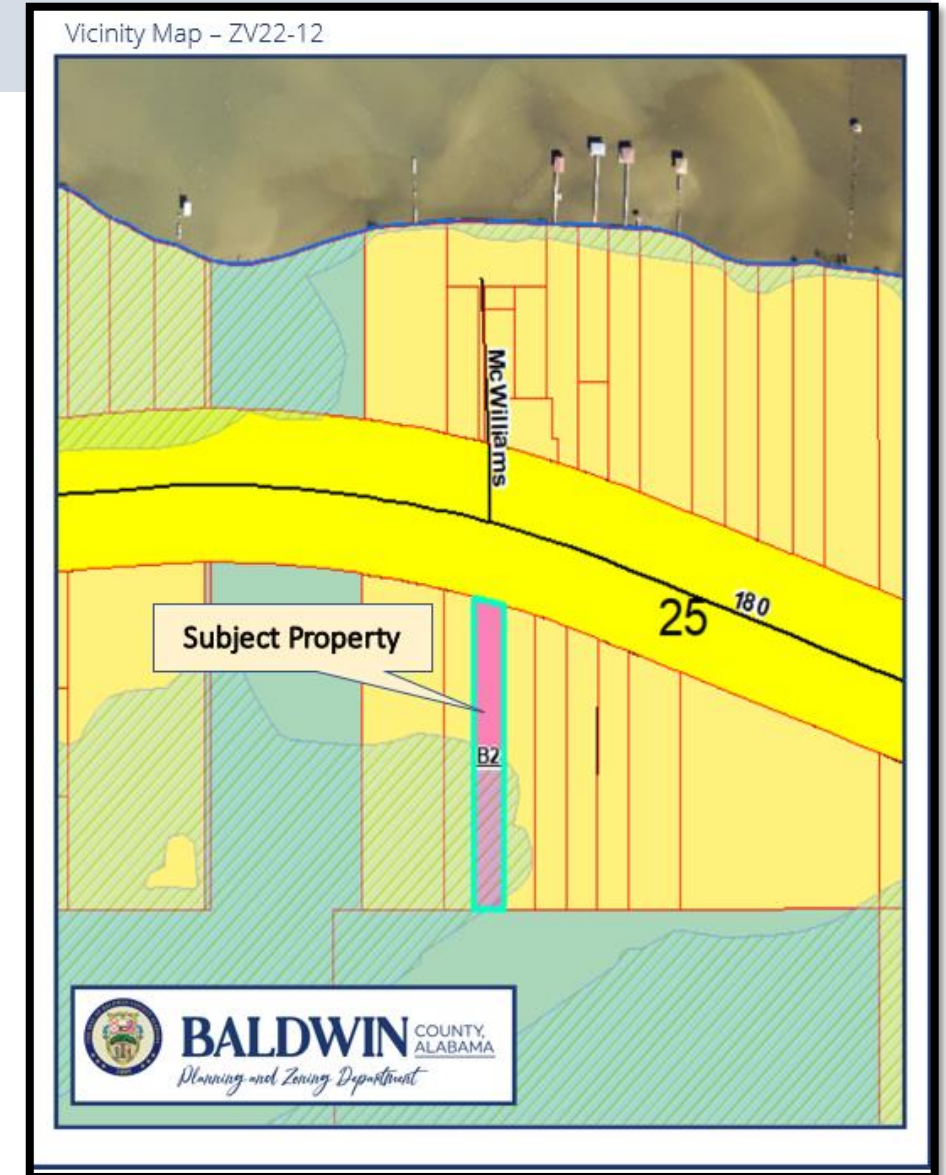 Vicinity Map – ZV22-12
McWilliams
180
25
Subject Property
B2
BALDWIN COUNTY, ALABAMA
Planning and Zoning Department